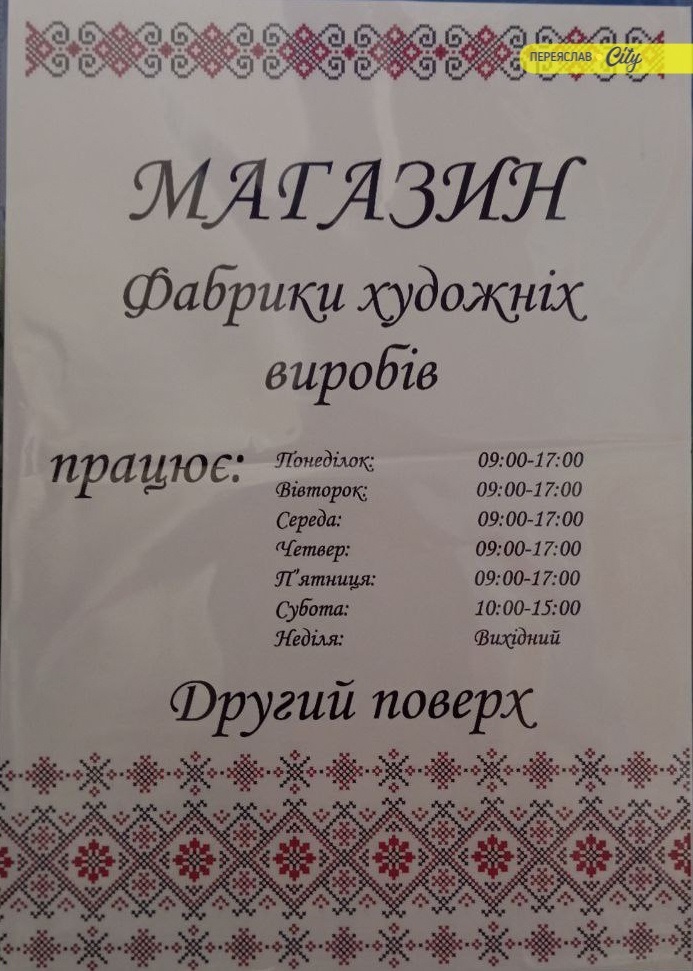 ПЕРЕЯСЛАВ City
МАГАЗИН
Фабрики художніх
виробів
працює:
Понеділок: 09:00-17:00
Вівторок: 09:00-17:00
Середа: 09:00-17:00
Четвер: 09:00-17:00
П"ятниця: 09:00-17:00
Субота: 10:00-15:00
Неділя: Вихідний
Другий поверх